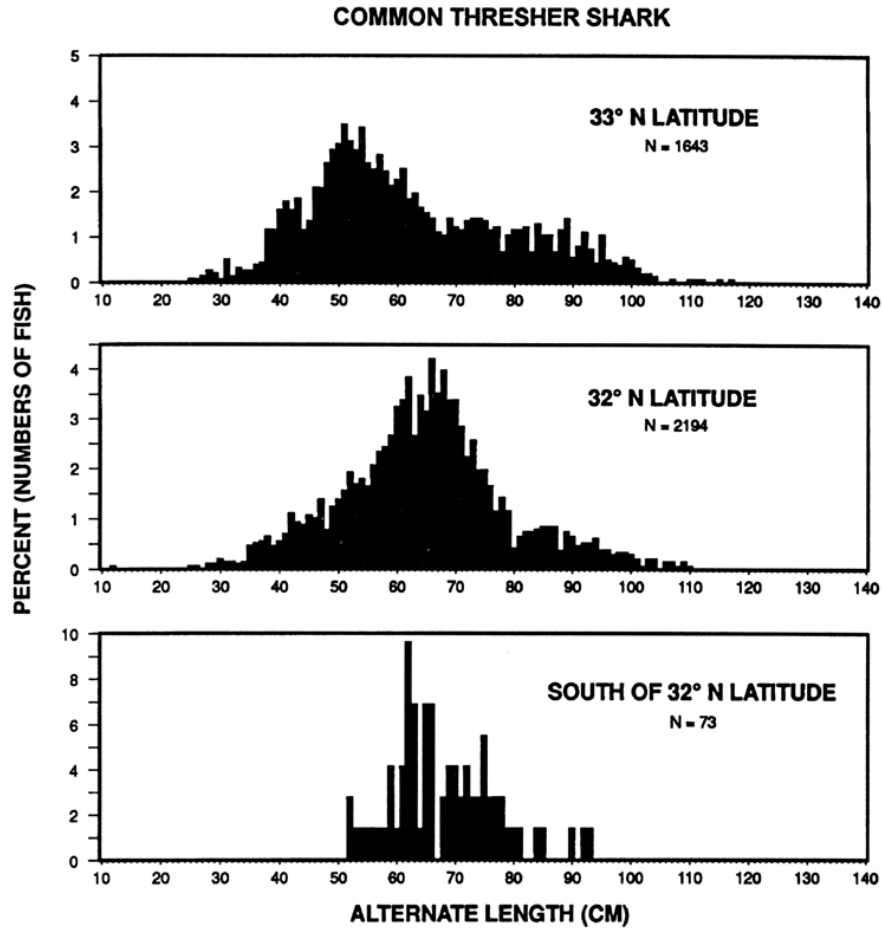 COMMON THRESHER SHARK
5
4
3
2
1
0
33° N LATITUDE
N = 1643
10 20 30 40 50 60 70 80 90 100 110 120 130 140
4
3
2
1
0
32° N LATITUDE
N = 2194
10 20 30 40 50 60 70 80 90 100 110 120 130 140
10
8
6
4
2
0
SOUTH OF 32° N LATITUDE
N = 73
10 20 30 40 50 60 70 80 90 100 110 120 130 140
PERCENT (NUMBERS OF FISH)
ALTERNATE LENGTH (CM)